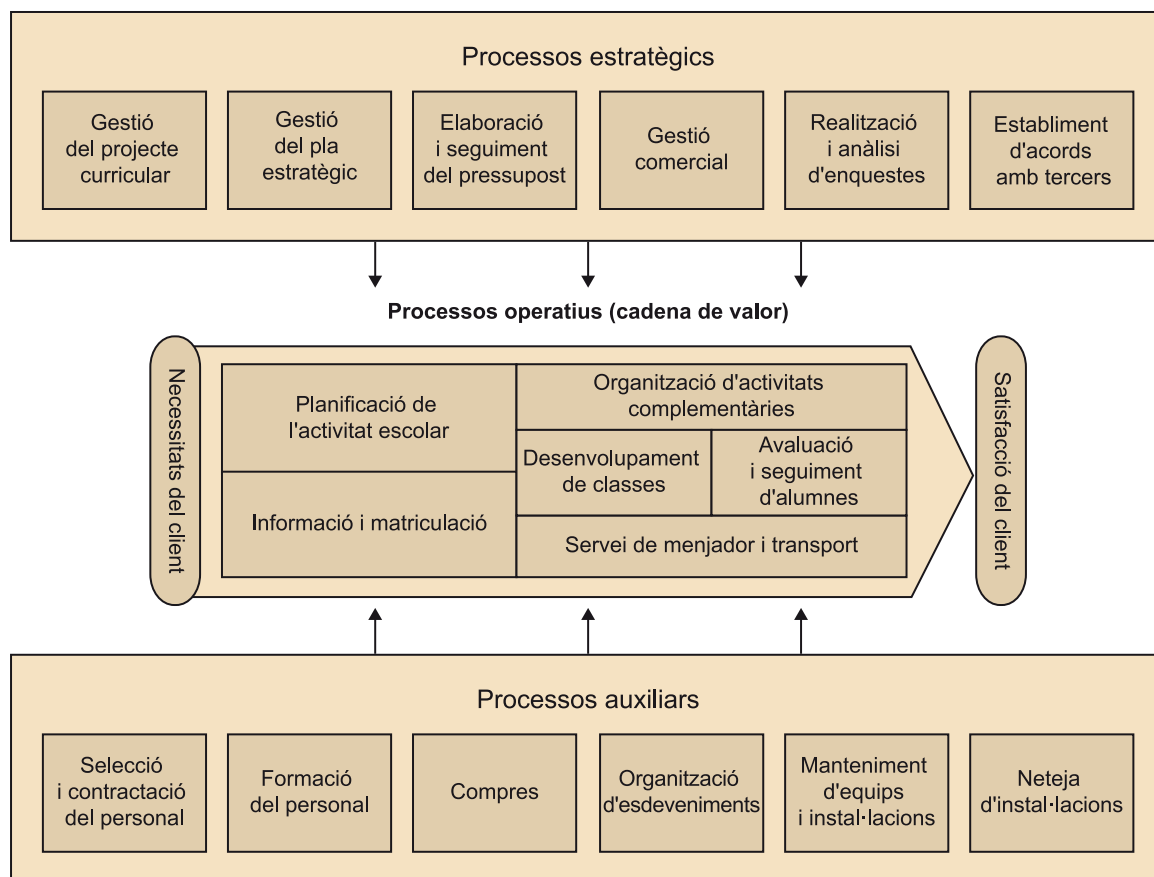 Processos estratègics
Gestió
del projecte
curricular
Gestió
del pla
estratègic
Elaboració
i seguiment
del pressupost
Gestió
comercial
Realització
i anàlisi
d'enquestes
Establiment
d'acords
amb tercers
Processos operatius (cadena de valor)
Necessitats del client
Planificació de
l'activitat escolar
Informació i matriculació
Organització d'activitats
complementàries
Desenvolupament
de classes
Avaluació
i seguiment
d'alumnes
Servei de menjador i transport
Satisfacció del client
Processos auxiliars
Selecció
i contractació
del personal
Formació
del personal
Compres
Organització
d'esdeveniments
Manteniment
d'equips
i instal·lacions
Neteja
d'instal·lacions